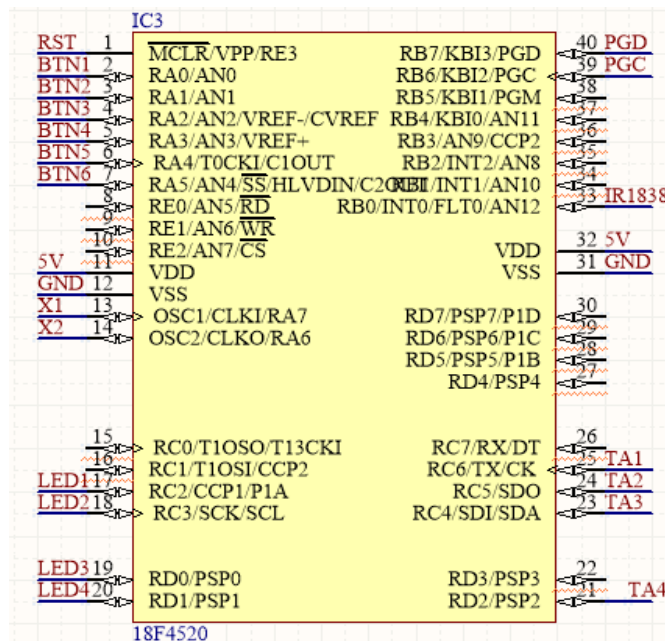 IC3
RST 1 MCLR/VPP/RE3 RB7/KBI3/PGD 40 PGD
BTN1 2 RA0/AN0 RB6/KBI2/PGC 39 PGC
BTN2 3 RA1/AN1 RB5/KBI1/PGM 38
BTN3 4 RA2/AN2/VREF-/CVREF RB4/KBI0/AN11 37
BTN4 5 RA3/AN3/VREF+ RB3/AN9/CCP2 36
BTN5 6 RA4/T0CKI/C1OUT RB2/INT2/AN8 35
BTN6 7 RA5/AN4/SS/HLVDIN/C2OUT RB1/INT1/AN10 34
8 RE0/AN5/RD RB0/INT0/FLT0/AN12 33 IR1838
9 RE1/AN6/WR
10 RE2/AN7/CS VDD 32 5V
5V 11 VDD VSS 31 GND
GND 12 VSS
X1 13 OSC1/CLKI/RA7 RD7/PSP7/P1D 30
X2 14 OSC2/CLKO/RA6 RD6/PSP6/P1C 29
RD5/PSP5/P1B 28
RD4/PSP4 27
15 RC0/T1OSO/T13CKI RC7/RX/DT 26
16 RC1/T1OSI/CCP2 RC6/TX/CK 25 TA1
LED1 17 RC2/CCP1/P1A RC5/SDO 24 TA2
LED2 18 RC3/SCK/SCL RC4/SDI/SDA 23 TA3
LED3 19 RD0/PSP0 RD3/PSP3 22
LED4 20 RD1/PSP1 RD2/PSP2 21 TA4
18F4520